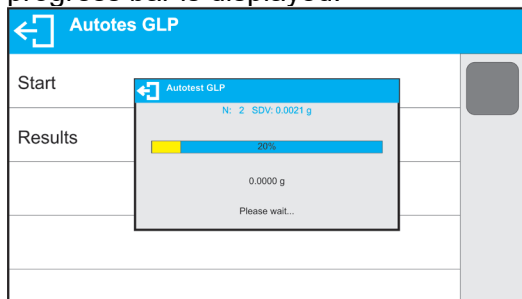 progress bar is displayed.
Autotes GLP
Start
Results
Autotest GLP
N: 2 SDV: 0.0021 g
20%
0.0000 g
Please wait...